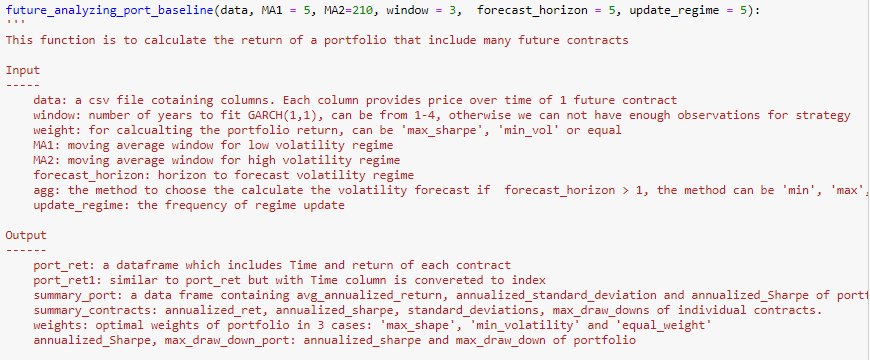 future_analyzing_port_baseline(data, MA1 = 5, MA2=210, window = 3,  forecast_horizon = 5, update_regime = 5):
'''
This function is to calculate the return of a portfolio that include many future contracts
Input
-----
data: a csv file cotaining columns. Each column provides price over time of 1 future contract
window: number of years to fit GARCH(1,1), can be from 1-4, otherwise we can not have enough observations for strategy
weight: for calcualting the portfolio return, can be 'max_sharpe', 'min_vol' or equal
MA1: moving average window for low volatility regime
MA2: moving average window for high volatility regime
forecast_horizon: horizon to forecast volatility regime
agg: the method to choose the calculate the volatility forecast if  forecast_horizon > 1, the method can be 'min', 'max',
update_regime: the frequency of regime update
Output
------
port_ret: a dataframe which includes Time and return of each contract
port_ret1: similar to port_ret but with Time column is convereted to index
summary_port: a data frame containing avg_annualized_return, annualized_standard_deviation and annualized_Sharpe of
summary_contracts: annualized_ret, annualized_sharpe, standard_deviations, max_draw_downs of individual contracts.
weights: optimal weights of portfolio in 3 cases: 'max_shape', 'min_volatility' and 'equal_weight'
annualized_Sharpe, max_draw_down_port: annualized_sharpe and max_draw_down of portfolio